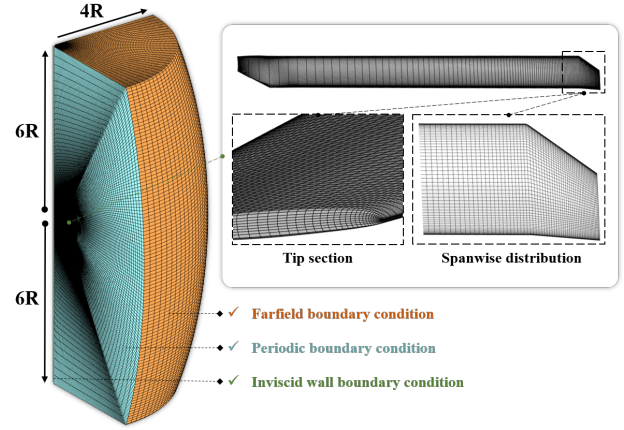 4R
6R
6R
Tip section
Spanwise distribution
✓ Farfield boundary condition
✓ Periodic boundary condition
✓ Inviscid wall boundary condition